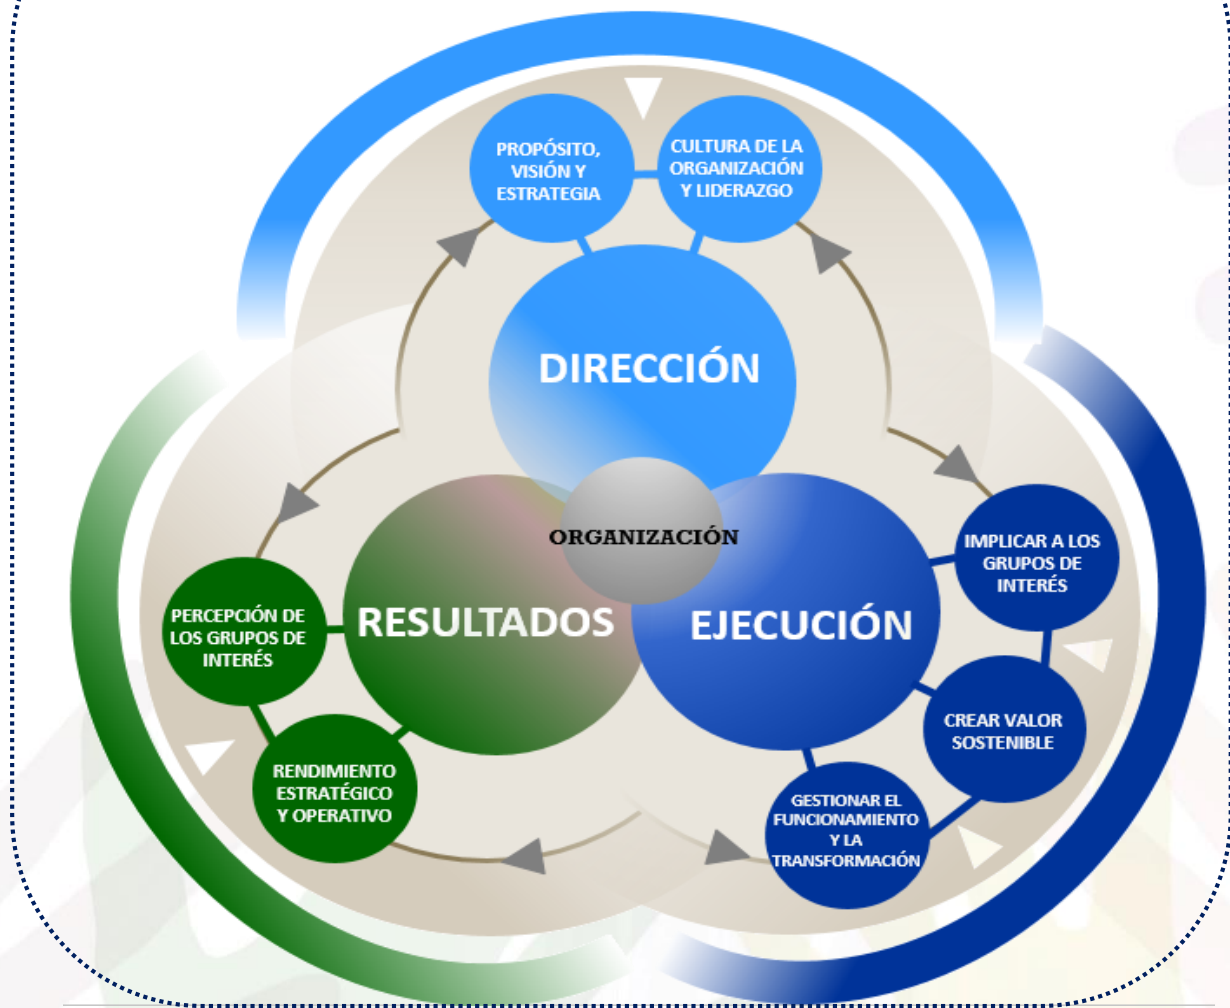 PROPÓSITO,
VISIÓN Y
ESTRATEGIA
CULTURA DE LA
ORGANIZACIÓN
Y LIDERAZGO
DIRECCIÓN
ORGANIZACIÓN
RESULTADOS
EJECUCIÓN
IMPLICAR A LOS
GRUPOS DE
INTERÉS
CREAR VALOR
SOSTENIBLE
GESTIONAR EL
FUNCIONAMIENTO
Y LA
TRANSFORMACIÓN
PERCEPCIÓN DE
LOS GRUPOS DE
INTERÉS
RENDIMIENTO
ESTRATÉGICO
Y OPERATIVO